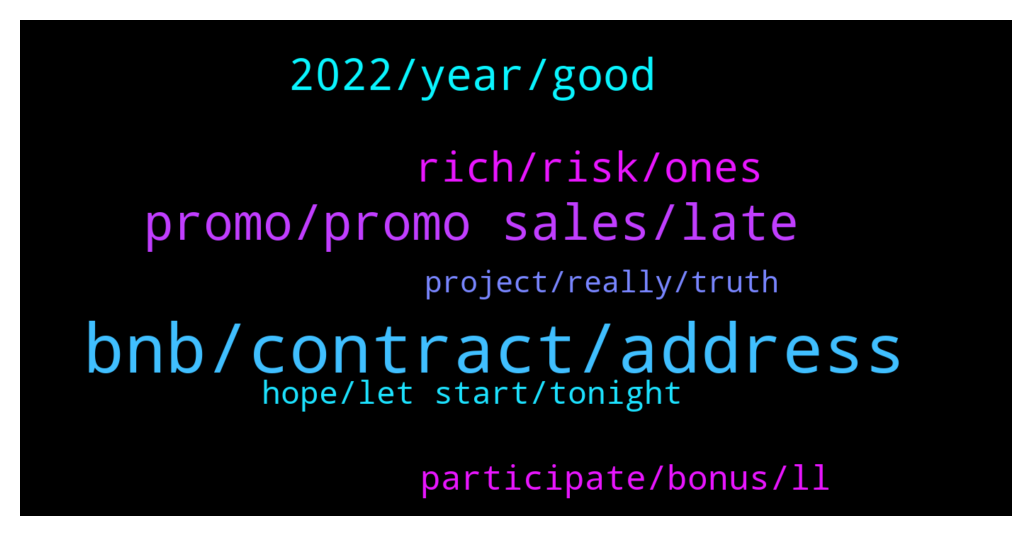 2022/year/good
rich/risk/ones
promo/promo sales/late
project/really/truth
bnb/contract/address
hope/let start/tonight
participate/bonus/ll